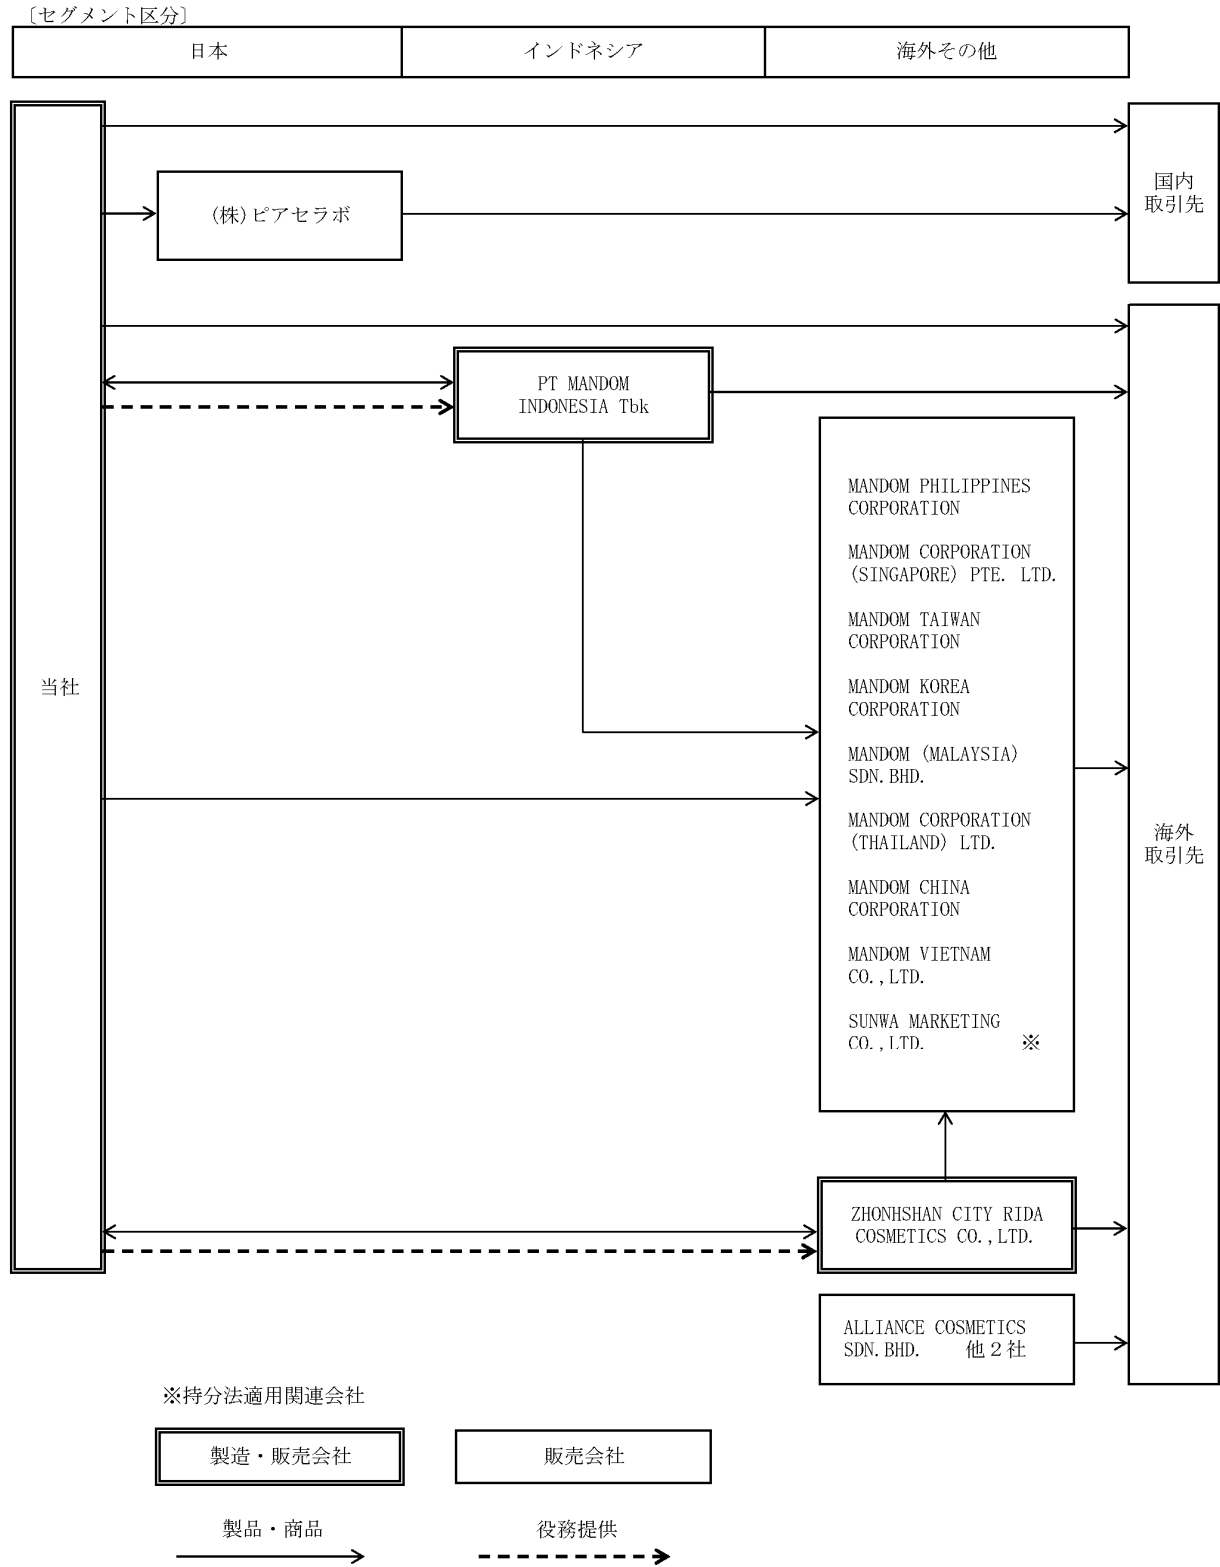 〔セグメント区分〕
日本
インドネシア
海外その他
国内
取引先
(株)ピアセラボ
PT MANDOM
INDONESIA Tbk
MANDOM PHILIPPINES
CORPORATION
MANDOM CORPORATION
(SINGAPORE) PTE. LTD.
MANDOM TAIWAN
CORPORATION
当社
MANDOM KOREA
CORPORATION
MANDOM (MALAYSIA)
SDN.BHD.
MANDOM CORPORATION
(THAILAND) LTD.
海外
取引先
MANDOM CHINA
CORPORATION
MANDOM VIETNAM
CO.,LTD.
SUNWA MARKETING
CO.,LTD. ※
ZHONHSHAN CITY RIDA
COSMETICS CO.,LTD.
ALLIANCE COSMETICS
SDN.BHD. 他２社
※持分法適用関連会社
製造・販売会社
販売会社
製品・商品
役務提供